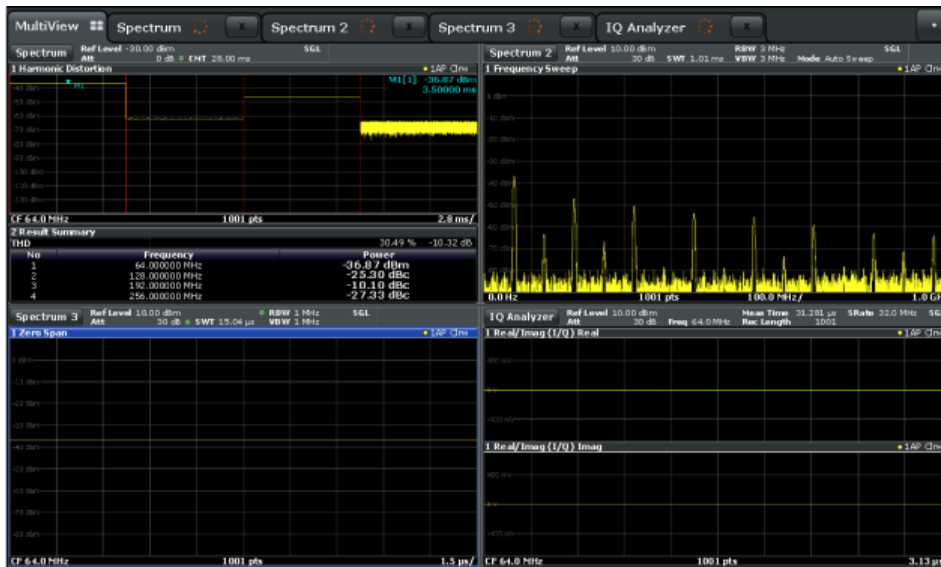 MultiView Spectrum X Spectrum 2 X Spectrum 3 X IQ Analyzer X
Spectrum Ref Level -30.00 dBm SGL
Att 0 dB CNT 28.00 ms
1 Harmonic Distortion 1AP Clrw
M1[1] -36.87 dBm
3.50000 ms
M1
CF 64.0 MHz 1001 pts 2.8 ms/
2 Result Summary
THD 30.49 % -10.32 dB
No Frequency Power
1 64.000000 MHz -36.87 dBm
2 128.000000 MHz -25.30 dBc
3 192.000000 MHz -10.10 dBc
4 256.000000 MHz -27.33 dBc
Spectrum 2 Ref Level 10.00 dBm RBW 3 MHz SGL
Att 30 dB SWT 1.01 ms VBW 3 MHz Mode Auto Sweep
1 Frequency Sweep 1AP Clrw
0.0 Hz 1001 pts 100.0 MHz/
Spectrum 3 Ref Level 10.00 dBm RBW 1 MHz SGL
Att 30 dB SWT 15.04 µs VBW 1 MHz
1 Zero Span 1AP Clrw
CF 64.0 MHz 1001 pts 1.5 µs/
IQ Analyzer Ref Level 10.00 dBm Meas Time 31.281 µs SRate 32.0 MHz
Att 30 dB Freq 64.0 MHz Rec Length 1001
1 Real/Imag (I/Q) Real 1AP Clrw
1 Real/Imag (I/Q) Imag 1AP Clrw
CF 64.0 MHz 1001 pts